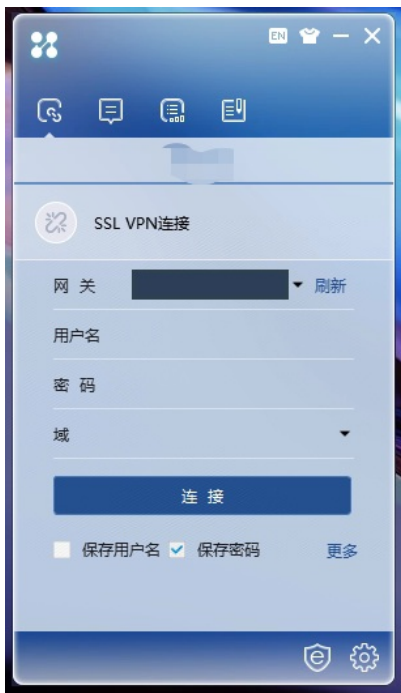 EN
SSL VPN连接
网 关 刷新
用户名
密 码
域
连 接
保存用户名 保存密码 更多